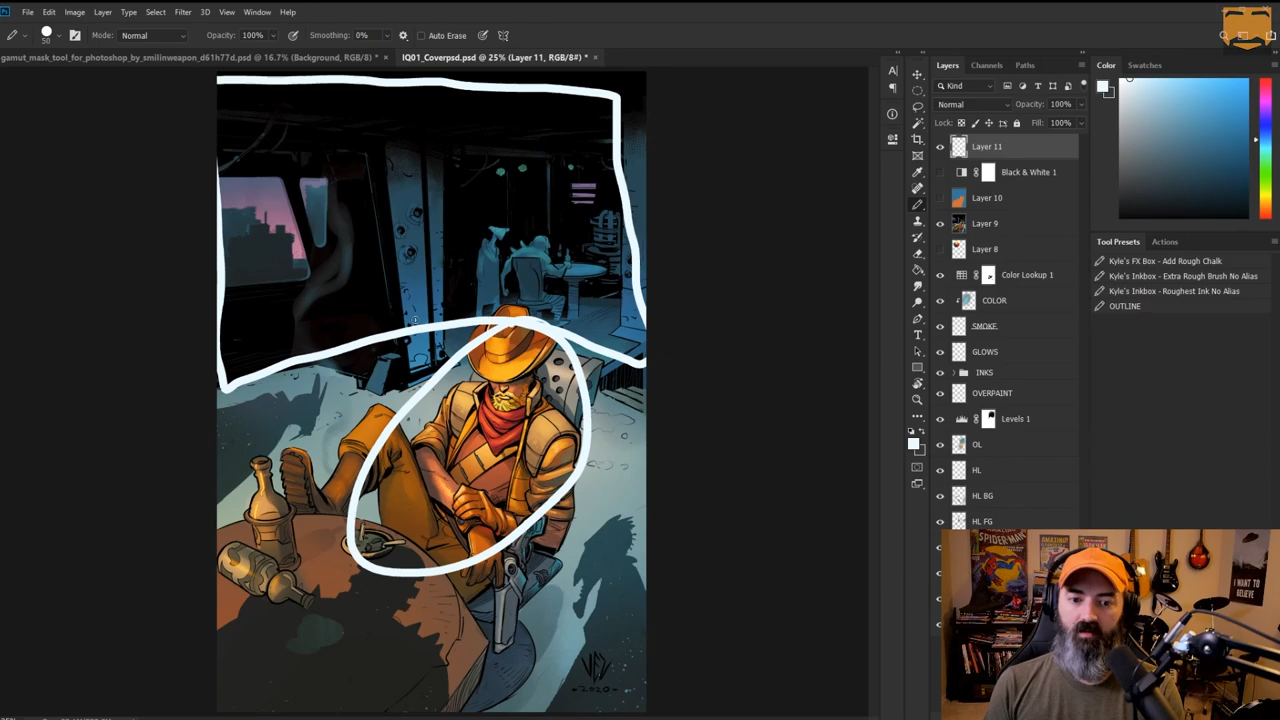 File Edit Image Layer Type Select Filter 3D View Window Help
50 Mode: Normal Opacity: 100% Smoothing: 0% Auto Erase
gamut_mask_tool_for_photoshop_by_smilinweapon_d61h77d.psd @ 16.7% (Background, RGB/8) * × IQ01_Coverpsd.psd @ 25% (Layer 11, RGB/8#) * ×
Layers Channels Paths
Kind
Normal Opacity: 100%
Lock: Fill: 100%
Layer 11
Black & White 1
Layer 10
Layer 9
Layer 8
Color Lookup 1
COLOR
SMOKE
GLOWS
INKS
OVERPAINT
Levels 1
OL
HL
HL BG
HL FG
Color Swatches
Tool Presets Actions
Kyle's FX Box - Add Rough Chalk
Kyle's Inkbox - Extra Rough Brush No Alias
Kyle's Inkbox - Roughest Ink No Alias
OUTLINE
2020
SPIDER-MAN
I WANT TO
BELIEVE